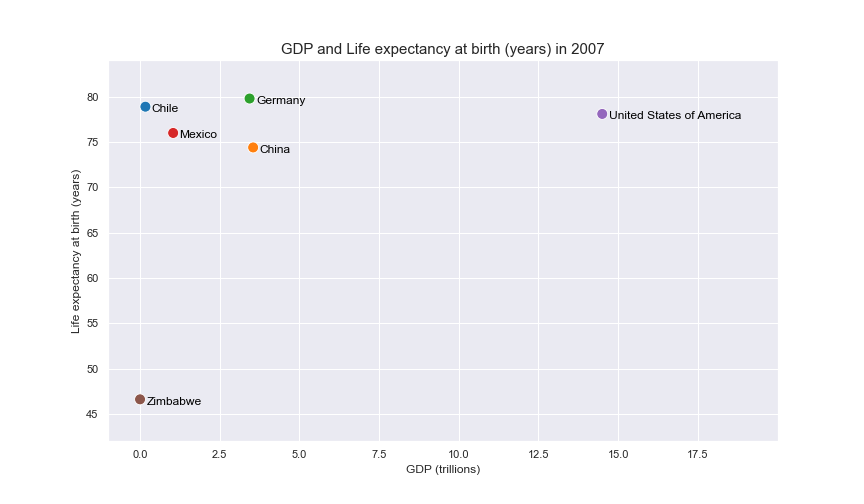 GDP and Life expectancy at birth (years) in 2007
80
75
70
65
60
55
50
45
Life expectancy at birth (years)
Chile
Germany
United States of America
Mexico
China
Zimbabwe
0.0 2.5 5.0 7.5 10.0 12.5 15.0 17.5
GDP (trillions)